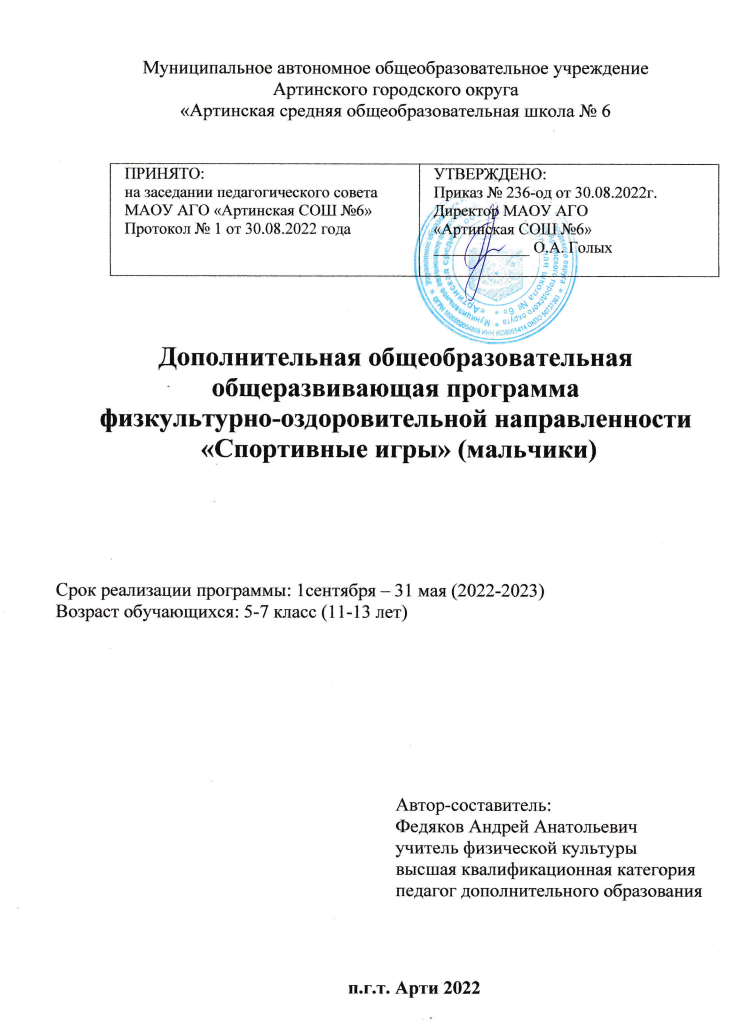 Муниципальное автономное общеобразовательное учреждение
Артинского городского округа
«Артинская средняя общеобразовательная школа № 6
ПРИНЯТО:
на заседании педагогического совета
МАОУ АГО «Артинская СОШ №6»
Протокол № 1 от 30.08.2022 года
УТВЕРЖДЕНО:
Приказ № 236-од от 30.08.2022г.
Директор МАОУ АГО
«Артинская СОШ №6»
____________ О.А. Голых
Дополнительная общеобразовательная
общеразвивающая программа
физкультурно-оздоровительной направленности
«Спортивные игры» (мальчики)
Срок реализации программы: 1сентября – 31 мая (2022-2023)
Возраст обучающихся: 5-7 класс (11-13 лет)
Автор-составитель:
Федяков Андрей Анатольевич
учитель физической культуры
высшая квалификационная категория
педагог дополнительного образования
п.г.т. Арти 2022